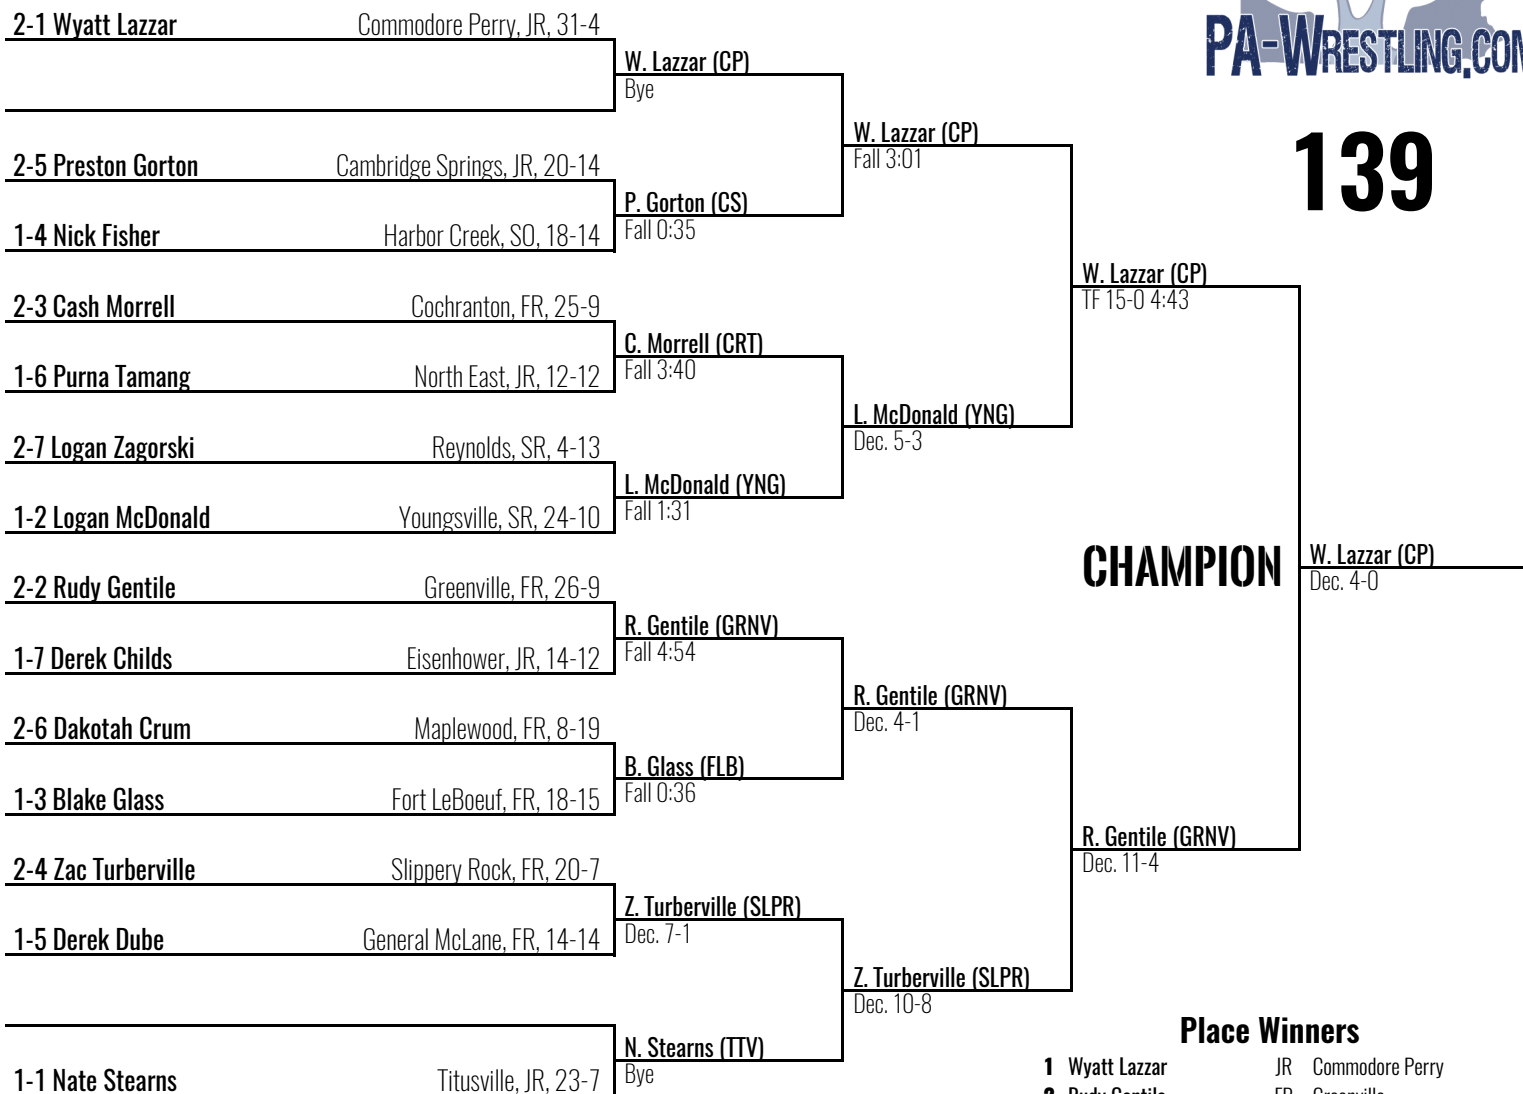 PA-WRESTLING.COM
139
2-1 Wyatt Lazzar Commodore Perry, JR, 31-4
W. Lazzar (CP)
Bye
W. Lazzar (CP)
Fall 3:01
2-5 Preston Gorton Cambridge Springs, JR, 20-14
P. Gorton (CS)
Fall 0:35
1-4 Nick Fisher Harbor Creek, SO, 18-14
W. Lazzar (CP)
TF 15-0 4:43
2-3 Cash Morrell Cochranton, FR, 25-9
C. Morrell (CRT)
Fall 3:40
1-6 Purna Tamang North East, JR, 12-12
L. McDonald (YNG)
Dec. 5-3
2-7 Logan Zagorski Reynolds, SR, 4-13
L. McDonald (YNG)
Fall 1:31
1-2 Logan McDonald Youngsville, SR, 24-10
CHAMPION
W. Lazzar (CP)
Dec. 4-0
2-2 Rudy Gentile Greenville, FR, 26-9
R. Gentile (GRNV)
Fall 4:54
1-7 Derek Childs Eisenhower, JR, 14-12
R. Gentile (GRNV)
Dec. 4-1
2-6 Dakotah Crum Maplewood, FR, 8-19
B. Glass (FLB)
Fall 0:36
1-3 Blake Glass Fort LeBoeuf, FR, 18-15
R. Gentile (GRNV)
Dec. 11-4
2-4 Zac Turberville Slippery Rock, FR, 20-7
Z. Turberville (SLPR)
Dec. 7-1
1-5 Derek Dube General McLane, FR, 14-14
Z. Turberville (SLPR)
Dec. 10-8
N. Stearns (TTV)
Bye
1-1 Nate Stearns Titusville, JR, 23-7
Place Winners
1 Wyatt Lazzar JR Commodore Perry
2 Rudy Gentile FR Greenville